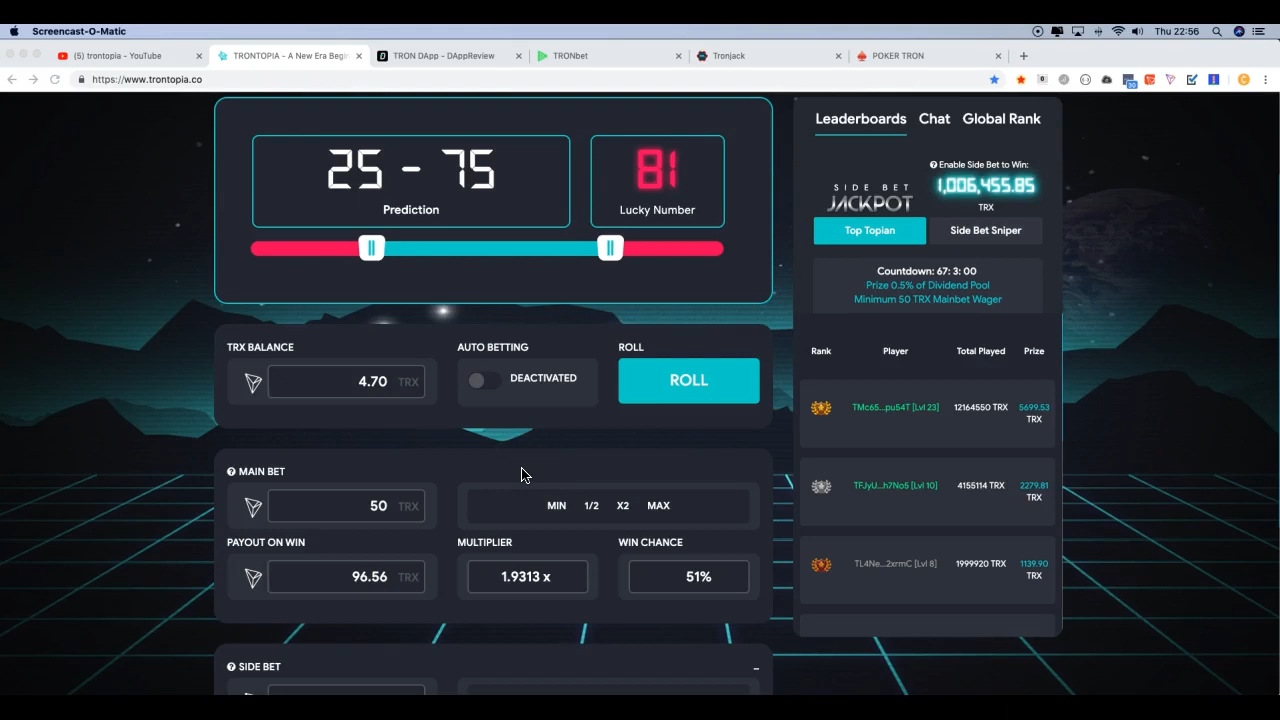 Screencast-O-Matic
Thu 22:56
(5) trontopia - YouTube
TRONTOPIA - A New Era Begin
TRON DApp - DAppReview
TRONbet
Tronjack
POKER TRON
https://www.trontopia.co
25 - 75
Prediction
81
Lucky Number
TRX BALANCE
4.70 TRX
AUTO BETTING
DEACTIVATED
ROLL
ROLL
MAIN BET
50 TRX
MIN 1/2 X2 MAX
PAYOUT ON WIN
96.56 TRX
MULTIPLIER
1.9313 x
WIN CHANCE
51%
SIDE BET
Leaderboards Chat Global Rank
SIDE BET
JACKPOT
Enable Side Bet to Win:
1,006,455.85
TRX
Top Topian
Side Bet Sniper
Countdown: 67: 3: 00
Prize 0.5% of Dividend Pool
Minimum 50 TRX Mainbet Wager
Rank Player Total Played Prize
TMc65...pu54T [Lvl 23] 12164550 TRX 5699.53
TRX
TFJyU...h7No5 [Lvl 10] 4155114 TRX 2279.81
TRX
TL4Ne...2xrmC [Lvl 8] 1999920 TRX 1139.90
TRX